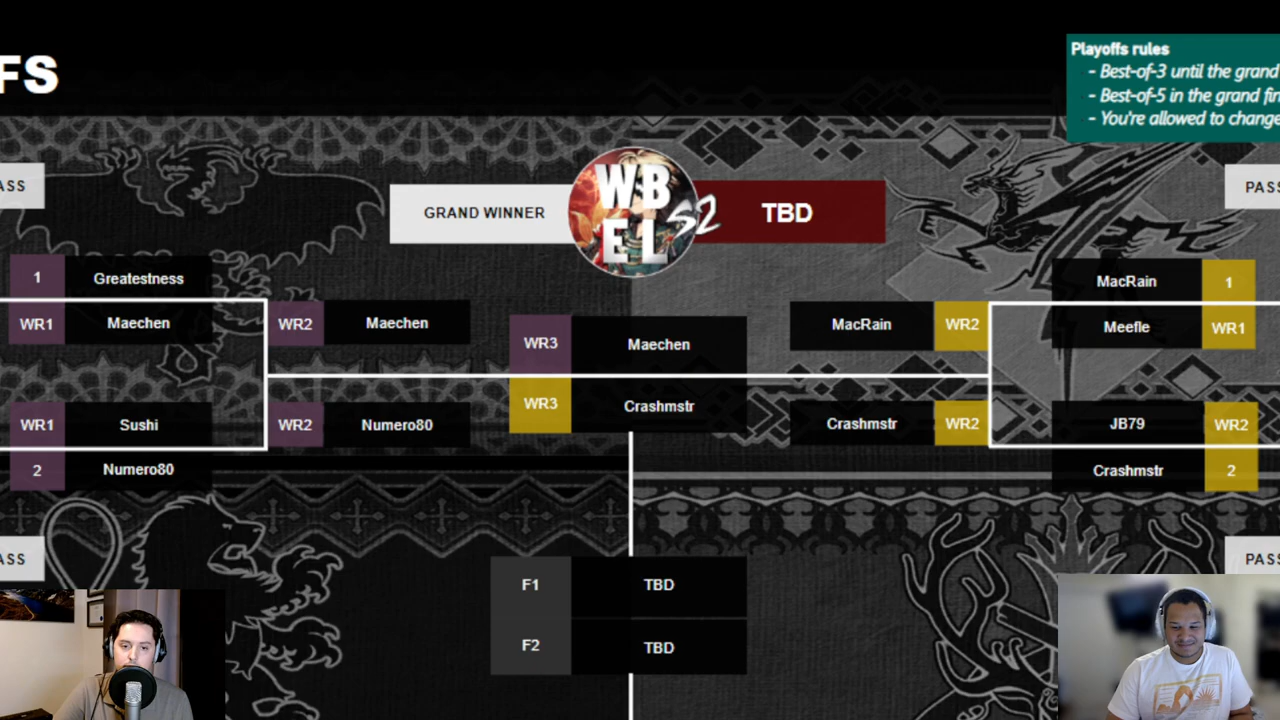 FS
Playoffs rules
- Best-of-3 until the grand
- Best-of-5 in the grand fin
- You're allowed to change
ASS
PASS
GRAND WINNER
WB
EL
S2
TBD
1 Greatestness
WR1 Maechen
WR2 Maechen
WR3 Maechen
WR3 Crashmstr
WR1 Sushi
2 Numero80
WR2 Numero80
MacRain WR2
Crashmstr WR2
MacRain 1
Meefle WR1
JB79 WR2
Crashmstr 2
ASS
PASS
F1 TBD
F2 TBD